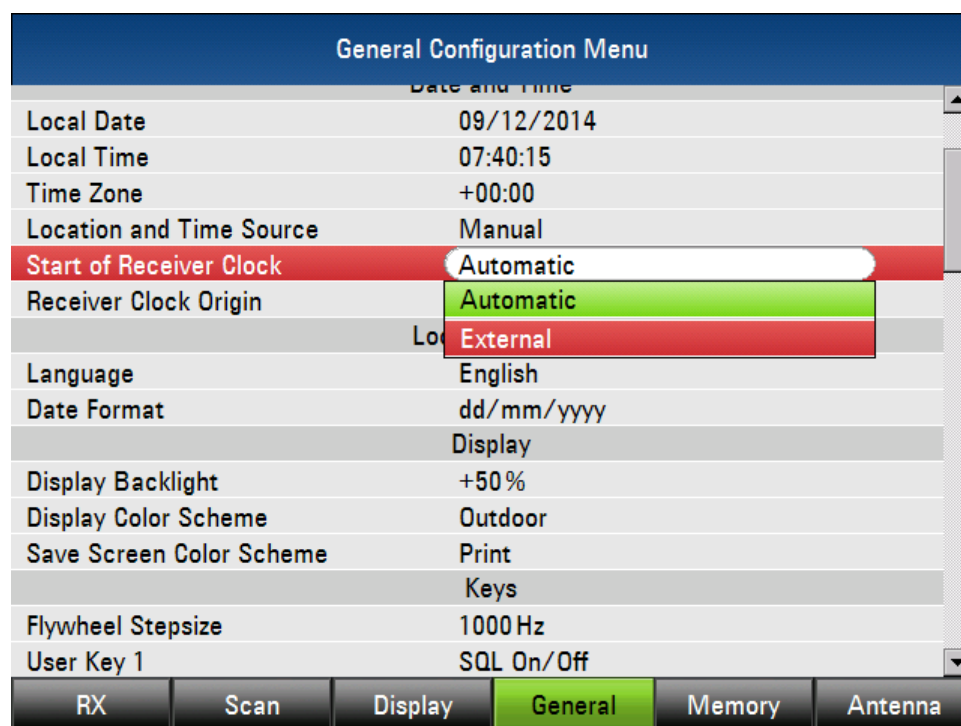 General Configuration Menu
Date and Time
Local Date 09/12/2014
Local Time 07:40:15
Time Zone +00:00
Location and Time Source Manual
Start of Receiver Clock Automatic
Receiver Clock Origin Automatic
External
Language English
Date Format dd/mm/yyyy
Display
Display Backlight +50%
Display Color Scheme Outdoor
Save Screen Color Scheme Print
Keys
Flywheel Stepsize 1000 Hz
User Key 1 SQL On/Off
RX Scan Display General Memory Antenna